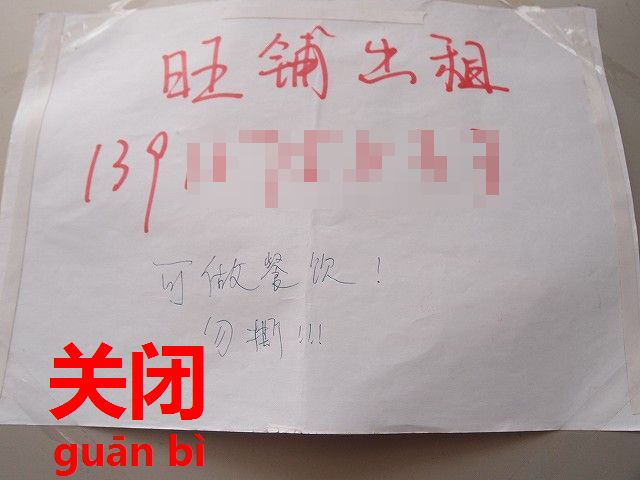 旺铺出租
139
可做餐饮！
勿撕!!!
关闭
guān bì